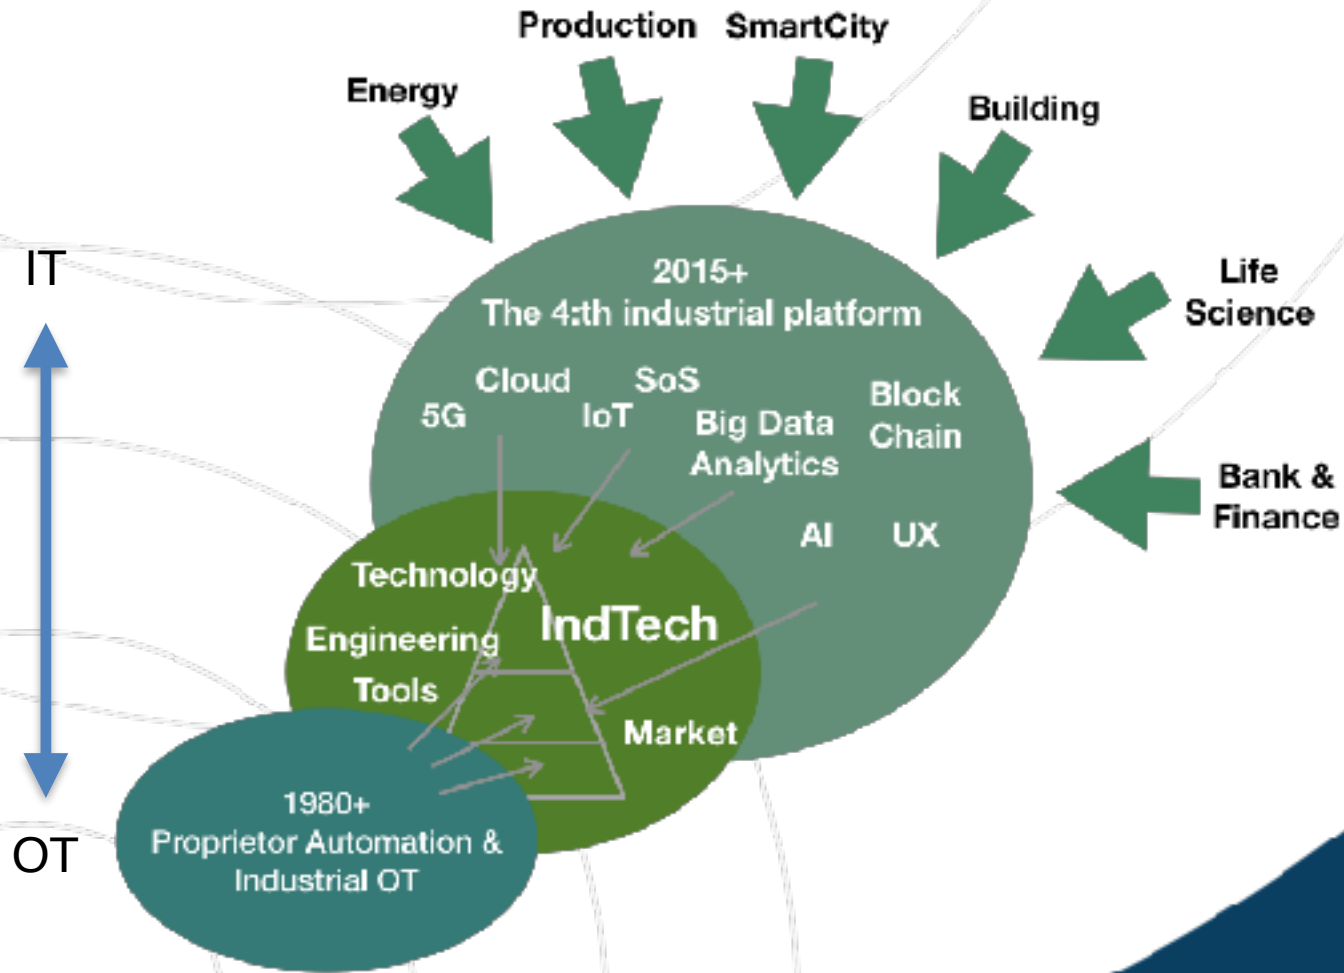 Production SmartCity
Energy
Building
IT
2015+
The 4:th industrial platform
Life
Science
Cloud
SoS
5G
IoT
Block
Chain
Big Data
Analytics
Bank &
Finance
AI
UX
Technology
IndTech
Engineering
Tools
Market
1980+
Proprietor Automation &
Industrial OT
OT